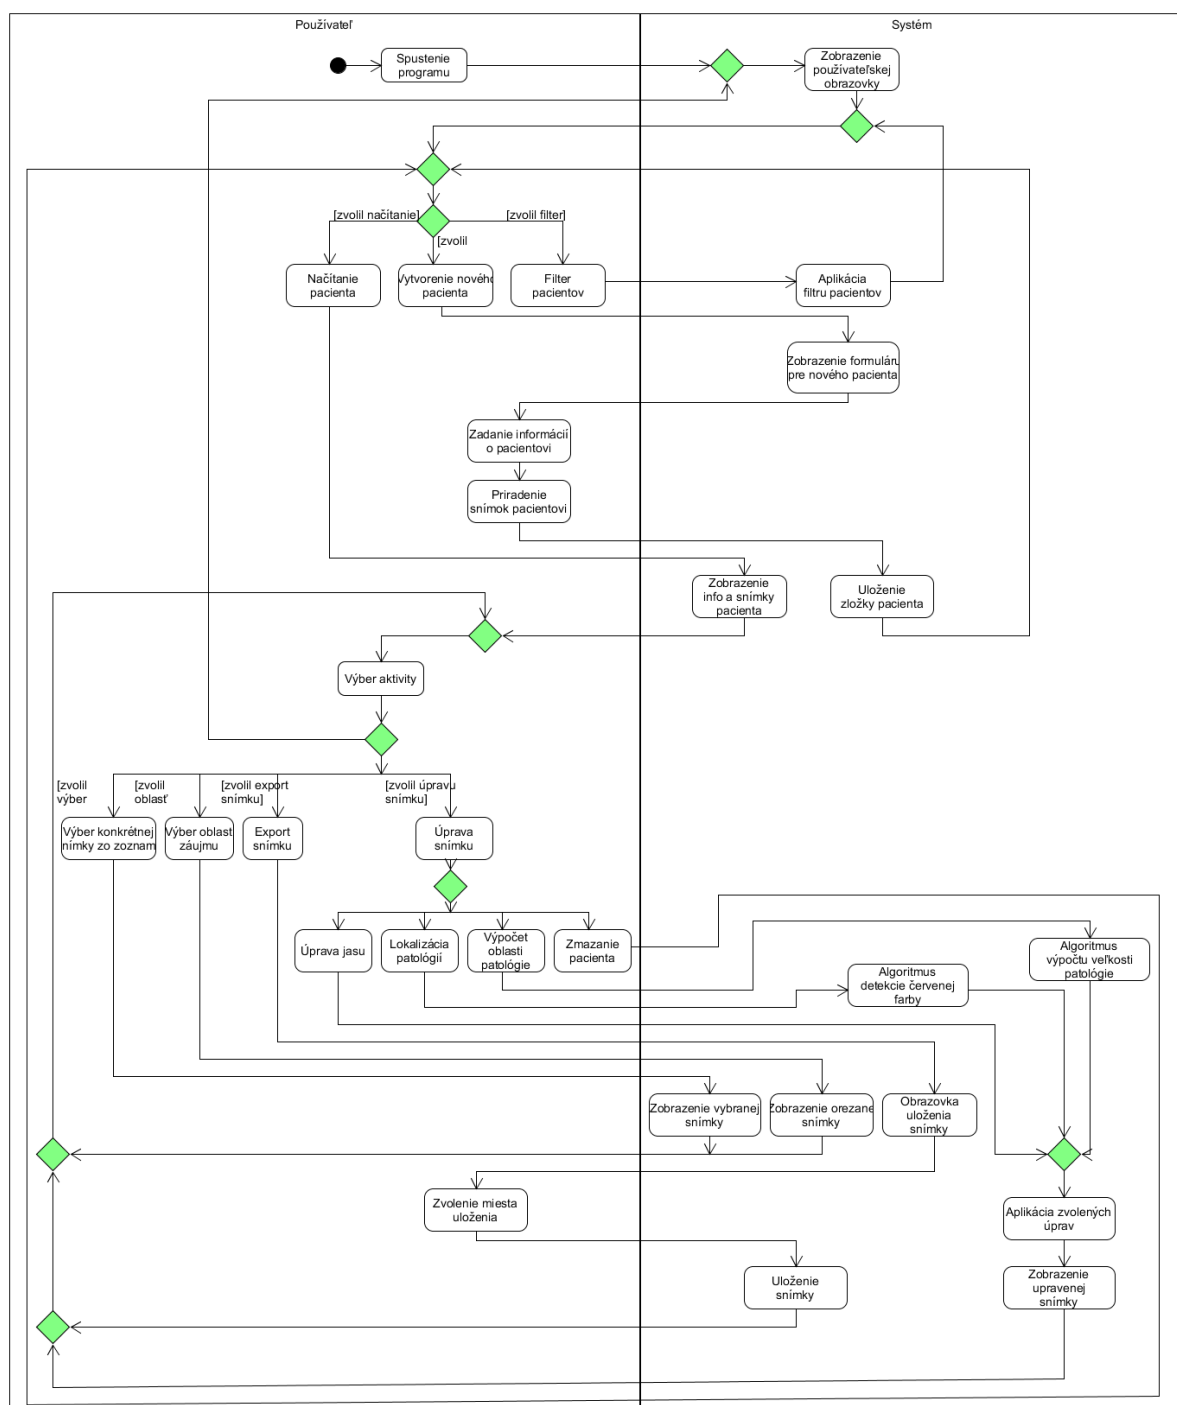 Používateľ
Systém
Spustenie
programu
Zobrazenie
používateľskej
obrazovky
[zvolil načítanie]
[zvolil filter]
[zvolil
Načítanie
pacienta
Vytvorenie nového
pacienta
Filter
pacientov
Aplikácia
filtru pacientov
Zobrazenie formuláru
pre nového pacienta
Zadanie informácií
o pacientovi
Priradenie
snímok pacientovi
Zobrazenie
info a snímky
pacienta
Uloženie
zložky pacienta
Výber aktivity
[zvolil
výber
[zvolil
oblasť
[zvolil export
snímku]
[zvolil úpravu
snímku]
Výber konkrétnej
nímky zo zoznam
Výber oblast
záujmu
Export
snímku
Úprava
snímku
Úprava jasu
Lokalizácia
patológií
Výpočet
oblasti
patológie
Zmazanie
pacienta
Algoritmus
výpočtu veľkosti
patológie
Algoritmus
detekcie červenej
farby
Zobrazenie vybranej
snímky
Zobrazenie orezane
snímky
Obrazovka
uloženia
snímky
Zvolenie miesta
uloženia
Aplikácia zvolených
úprav
Uloženie
snímky
Zobrazenie
upravenej
snímky